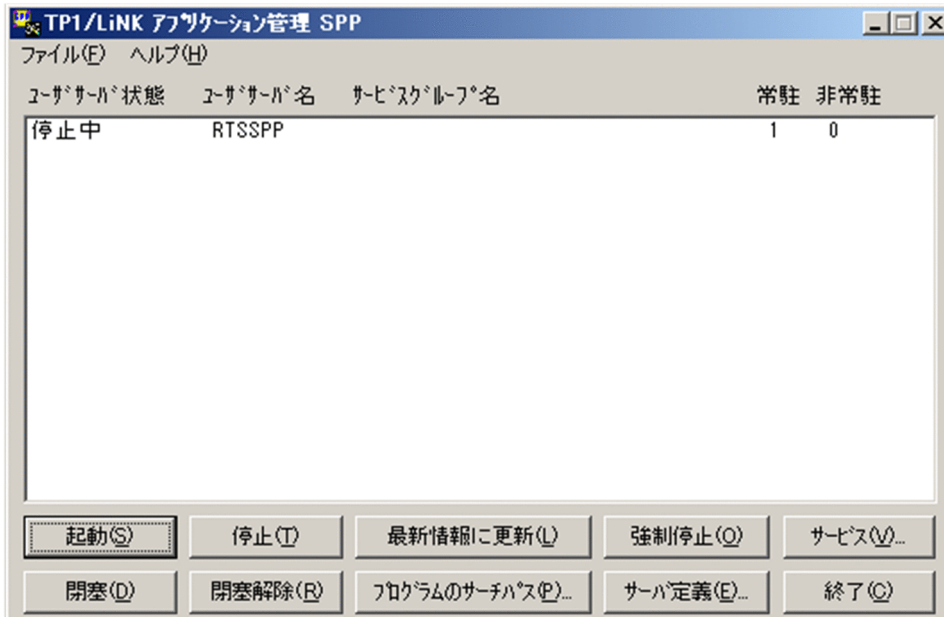 TP1/LiNK ｱﾌﾟﾘｹｰｼｮﾝ管理 SPP
ファイル(F) ヘルプ(H)
ﾕｰｻﾞｻｰﾊﾞ状態 ﾕｰｻﾞｻｰﾊﾞ名 ｻｰﾋﾞｽｸﾞﾙｰﾌﾟ名 常駐 非常駐
停止中 RTSSPP 1 0
起動(S) 停止(T) 最新情報に更新(L) 強制停止(O) ｻｰﾋﾞｽ(V)...
閉塞(D) 閉塞解除(R) ﾌﾟﾛｸﾞﾗﾑのｻｰﾁﾊﾟｽ(P)... ｻｰﾊﾞ定義(E)... 終了(C)